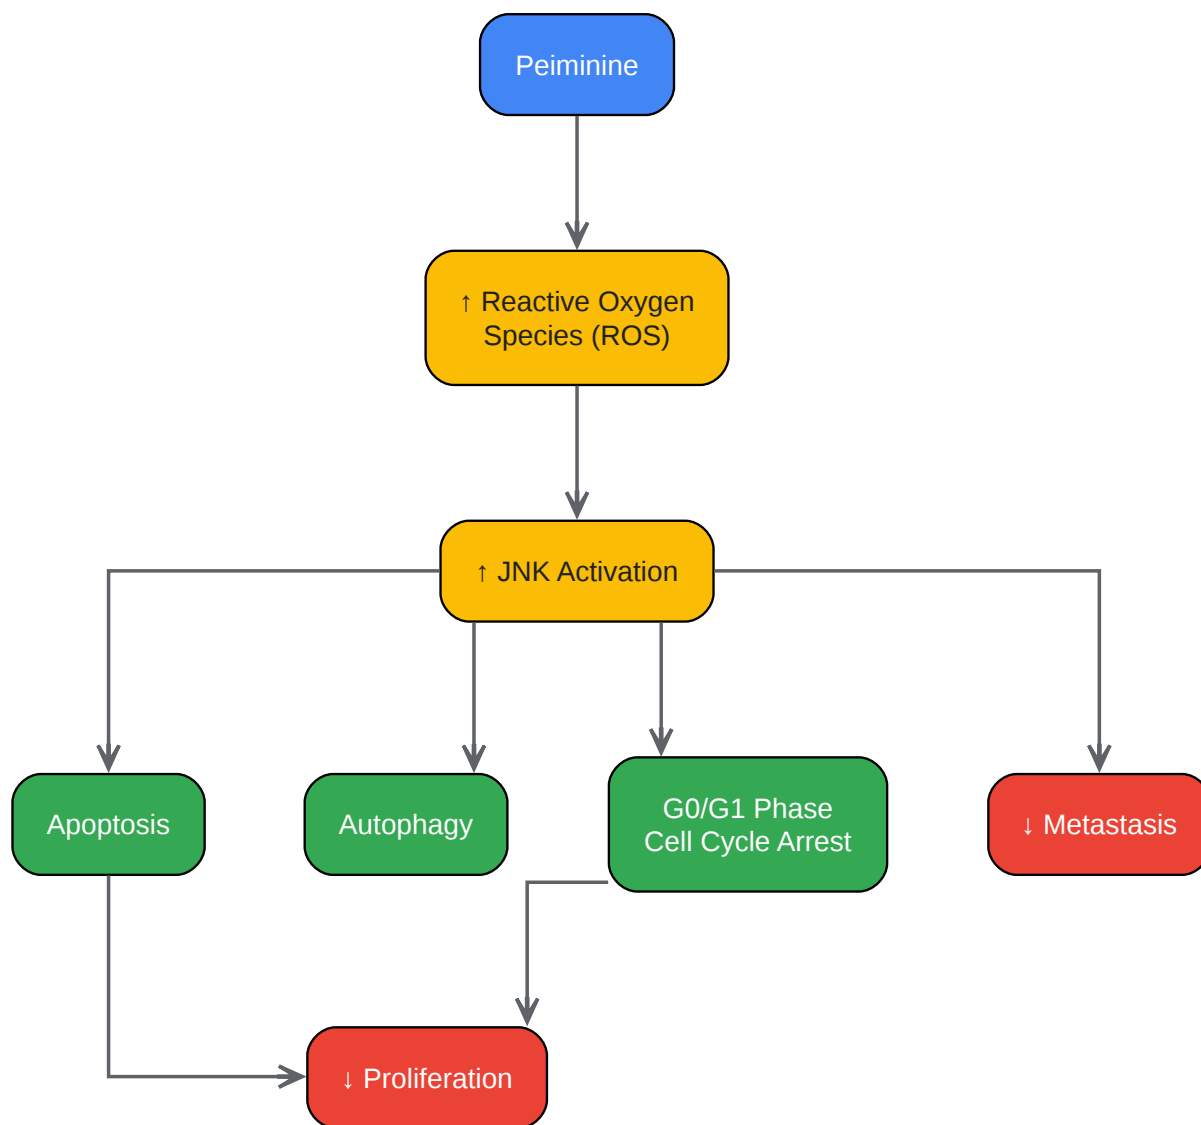 Peiminine
↑ Reactive Oxygen
Species (ROS)
↑ JNK Activation
Apoptosis
Autophagy
G0/G1 Phase
Cell Cycle Arrest
↓ Metastasis
↓ Proliferation